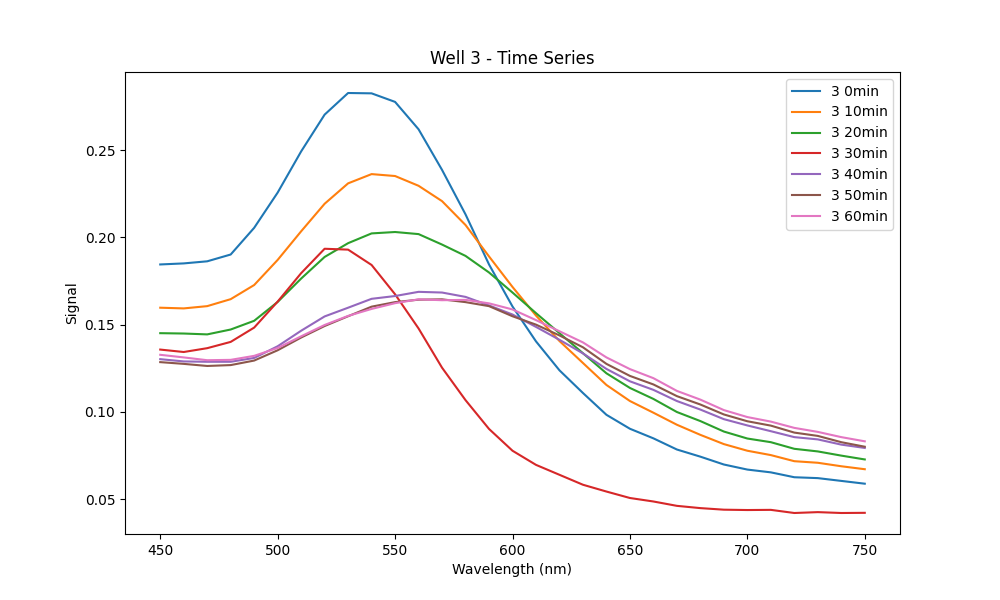 Well 3 - Time Series
3 0min
3 10min
3 20min
3 30min
3 40min
3 50min
3 60min
Signal
0.25
0.20
0.15
0.10
0.05
450 500 550 600 650 700 750
Wavelength (nm)